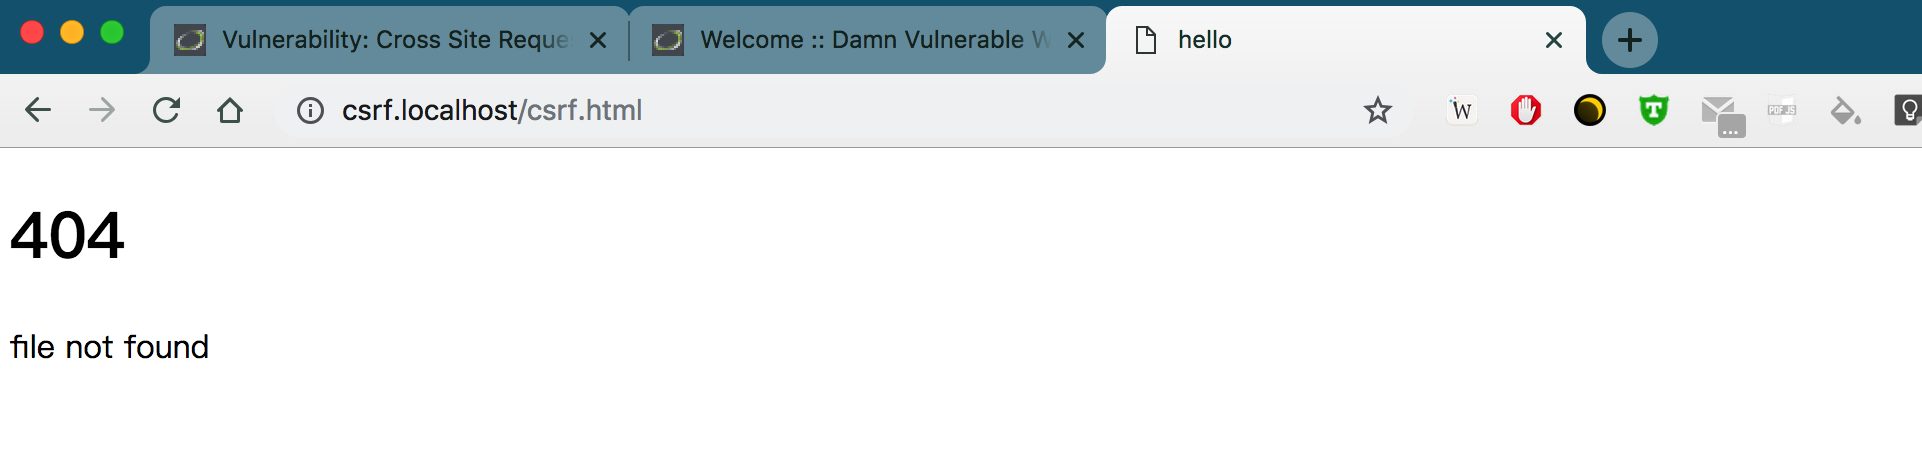 Vulnerability: Cross Site Reque
Welcome :: Damn Vulnerable W
hello
csrf.localhost/csrf.html
W
T
PDF JS
404
file not found